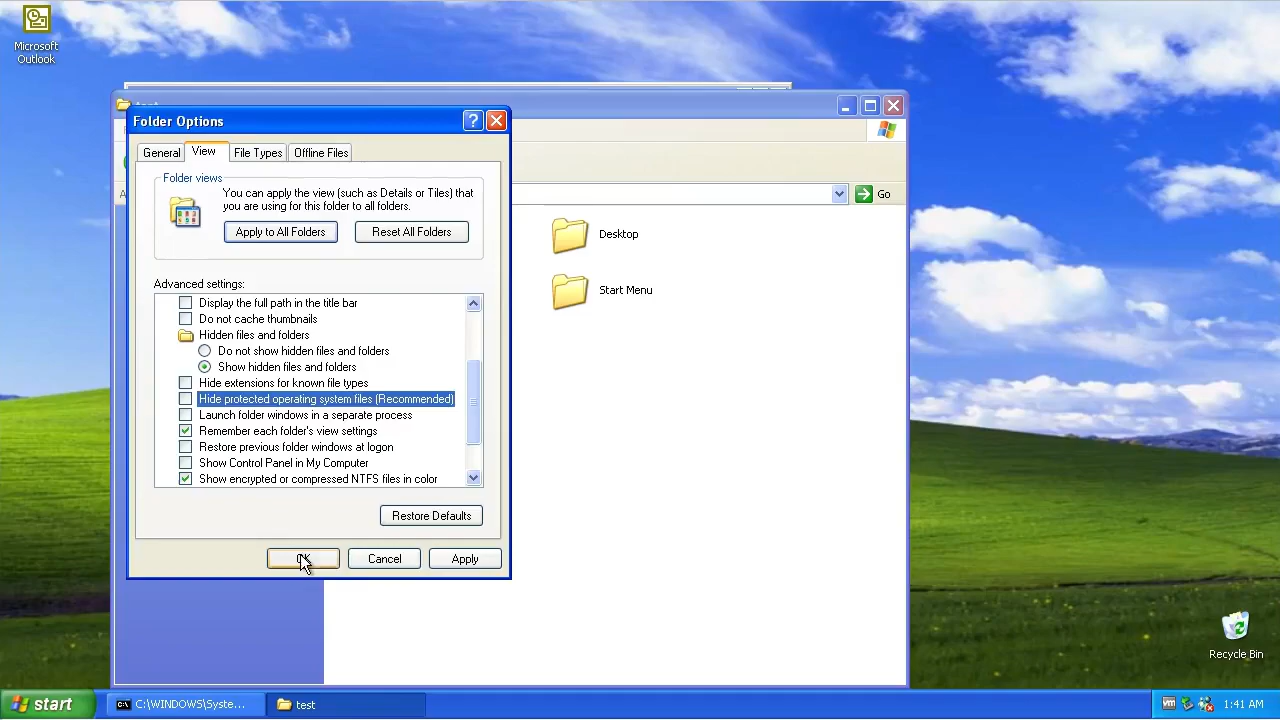 Microsoft
Outlook
Folder Options
General
View
File Types
Offline Files
Folder views
You can apply the view (such as Details or Tiles) that
you are using for this folder to all folders.
Apply to All Folders
Reset All Folders
Advanced settings:
Display the full path in the title bar
Do not cache thumbnails
Hidden files and folders
Do not show hidden files and folders
Show hidden files and folders
Hide extensions for known file types
Hide protected operating system files (Recommended)
Launch folder windows in a separate process
Remember each folder's view settings
Restore previous folder windows at logon
Show Control Panel in My Computer
Show encrypted or compressed NTFS files in color
Restore Defaults
OK
Cancel
Apply
Go
Desktop
Start Menu
Recycle Bin
start
C:\WINDOWS\Syste...
test
vm
1:41 AM